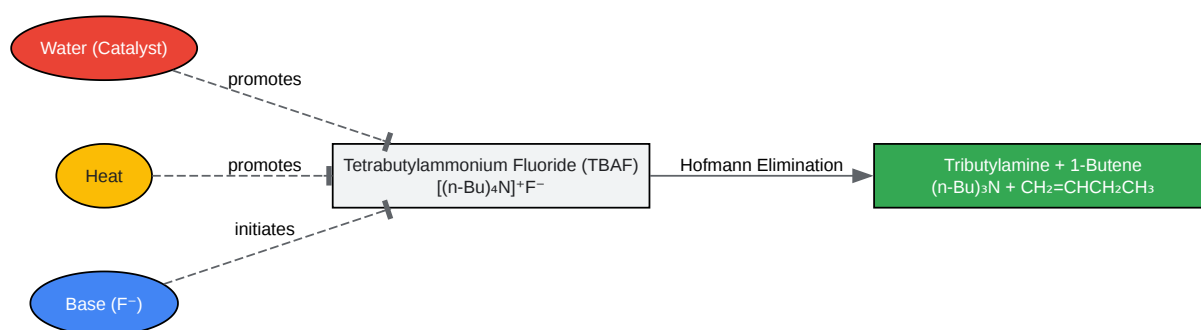 Water (Catalyst)
promotes
Heat
promotes
Tetrabutylammonium Fluoride (TBAF)
[(n-Bu)₄N]⁺F⁻
Hofmann Elimination
Tributylamine + 1-Butene
(n-Bu)₃N + CH₂=CHCH₂CH₃
initiates
Base (F⁻)